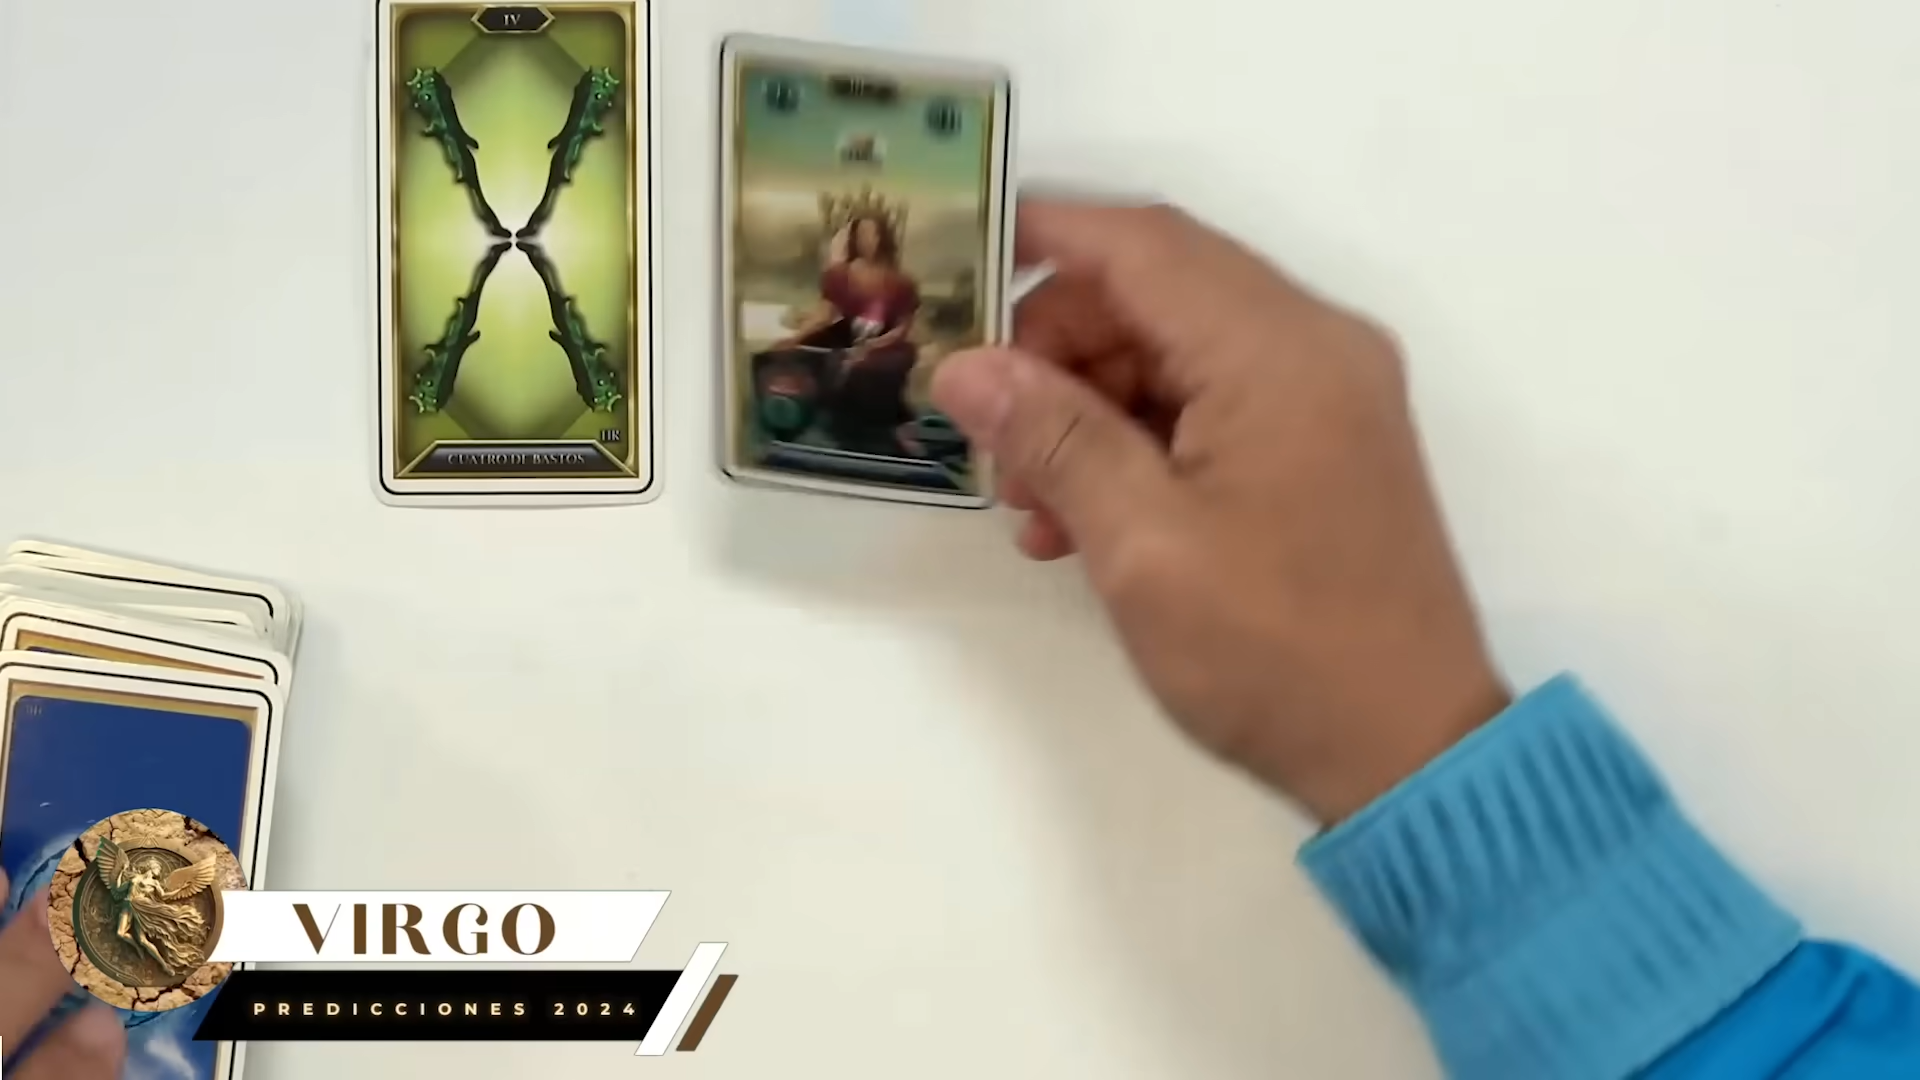 IV
HR
CUATRO DE BASTOS
VIRGO
PREDICCIONES 2024